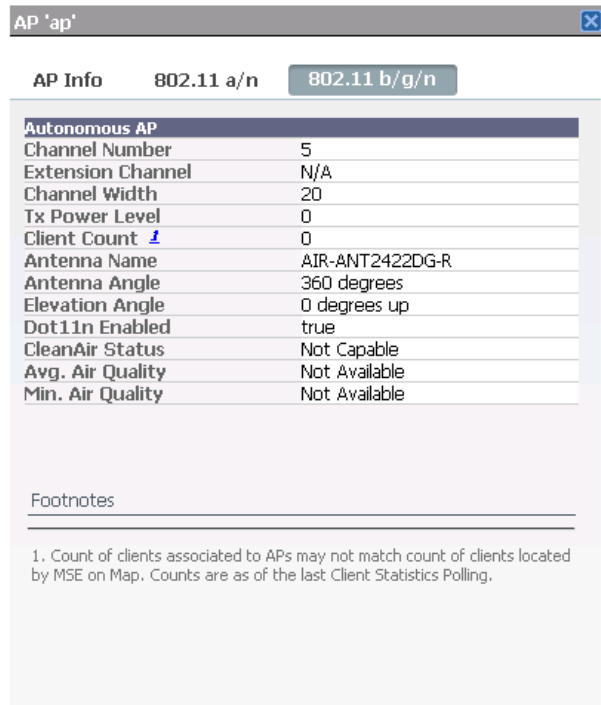 AP 'ap'
AP Info 802.11 a/n 802.11 b/g/n
Autonomous AP
Channel Number 5
Extension Channel N/A
Channel Width 20
Tx Power Level 0
Client Count 1 0
Antenna Name AIR-ANT2422DG-R
Antenna Angle 360 degrees
Elevation Angle 0 degrees up
Dot11n Enabled true
CleanAir Status Not Capable
Avg. Air Quality Not Available
Min. Air Quality Not Available
Footnotes
1. Count of clients associated to APs may not match count of clients located
by MSE on Map. Counts are as of the last Client Statistics Polling.